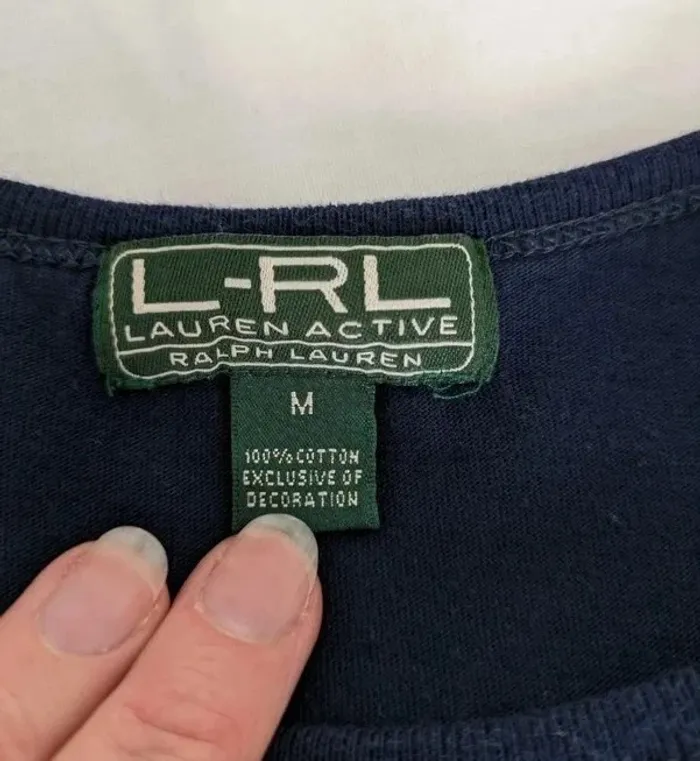 L-RL
LAUREN ACTIVE
RALPH LAUREN
M
100% COTTON
EXCLUSIVE OF
DECORATION